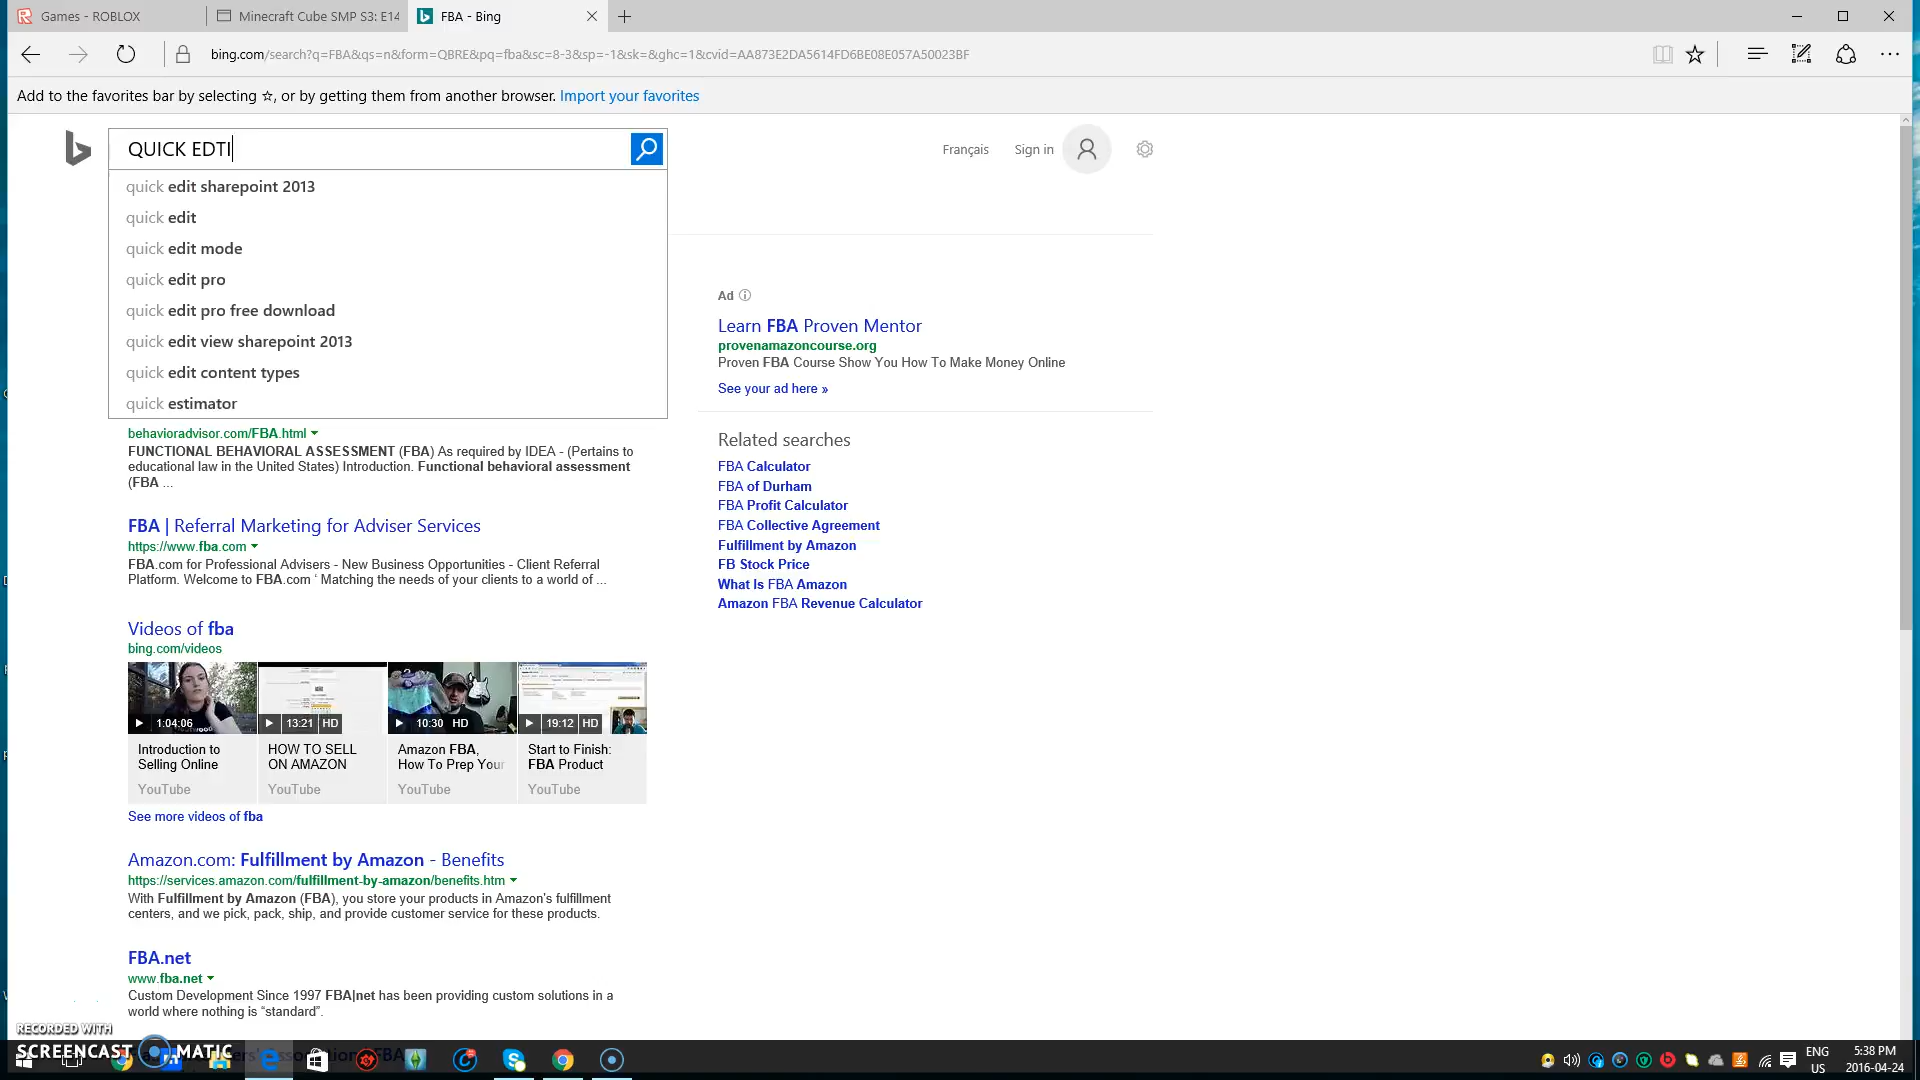 Games - ROBLOX
Minecraft Cube SMP S3: E14
FBA - Bing
bing.com/search?q=FBA&qs=n&form=QBRE&pq=fba&sc=8-3&sp=-1&sk=&ghc=1&cvid=AA873E2DA5614FD6BE08E057A50023BF
Add to the favorites bar by selecting ☆, or by getting them from another browser. Import your favorites
QUICK EDTI
Français
Sign in
quick edit sharepoint 2013
quick edit
quick edit mode
quick edit pro
quick edit pro free download
quick edit view sharepoint 2013
quick edit content types
quick estimator
behavioradvisor.com/FBA.html
FUNCTIONAL BEHAVIORAL ASSESSMENT (FBA) As required by IDEA - (Pertains to
educational law in the United States) Introduction. Functional behavioral assessment
(FBA ...
FBA | Referral Marketing for Adviser Services
https://www.fba.com
FBA.com for Professional Advisers - New Business Opportunities - Client Referral
Platform. Welcome to FBA.com ‘ Matching the needs of your clients to a world of ...
Videos of fba
bing.com/videos
1:04:06
13:21 HD
10:30 HD
19:12 HD
Introduction to
Selling Online
YouTube
HOW TO SELL
ON AMAZON
YouTube
Amazon FBA,
How To Prep Your
YouTube
Start to Finish:
FBA Product
YouTube
See more videos of fba
Amazon.com: Fulfillment by Amazon - Benefits
https://services.amazon.com/fulfillment-by-amazon/benefits.htm
With Fulfillment by Amazon (FBA), you store your products in Amazon's fulfillment
centers, and we pick, pack, ship, and provide customer service for these products.
FBA.net
www.fba.net
Custom Development Since 1997 FBA|net has been providing custom solutions in a
world where nothing is “standard”.
Ad
Learn FBA Proven Mentor
provenamazoncourse.org
Proven FBA Course Show You How To Make Money Online
See your ad here »
Related searches
FBA Calculator
FBA of Durham
FBA Profit Calculator
FBA Collective Agreement
Fulfillment by Amazon
FB Stock Price
What Is FBA Amazon
Amazon FBA Revenue Calculator
RECORDED WITH
SCREENCAST MATIC
ENG
US
5:38 PM
2016-04-24